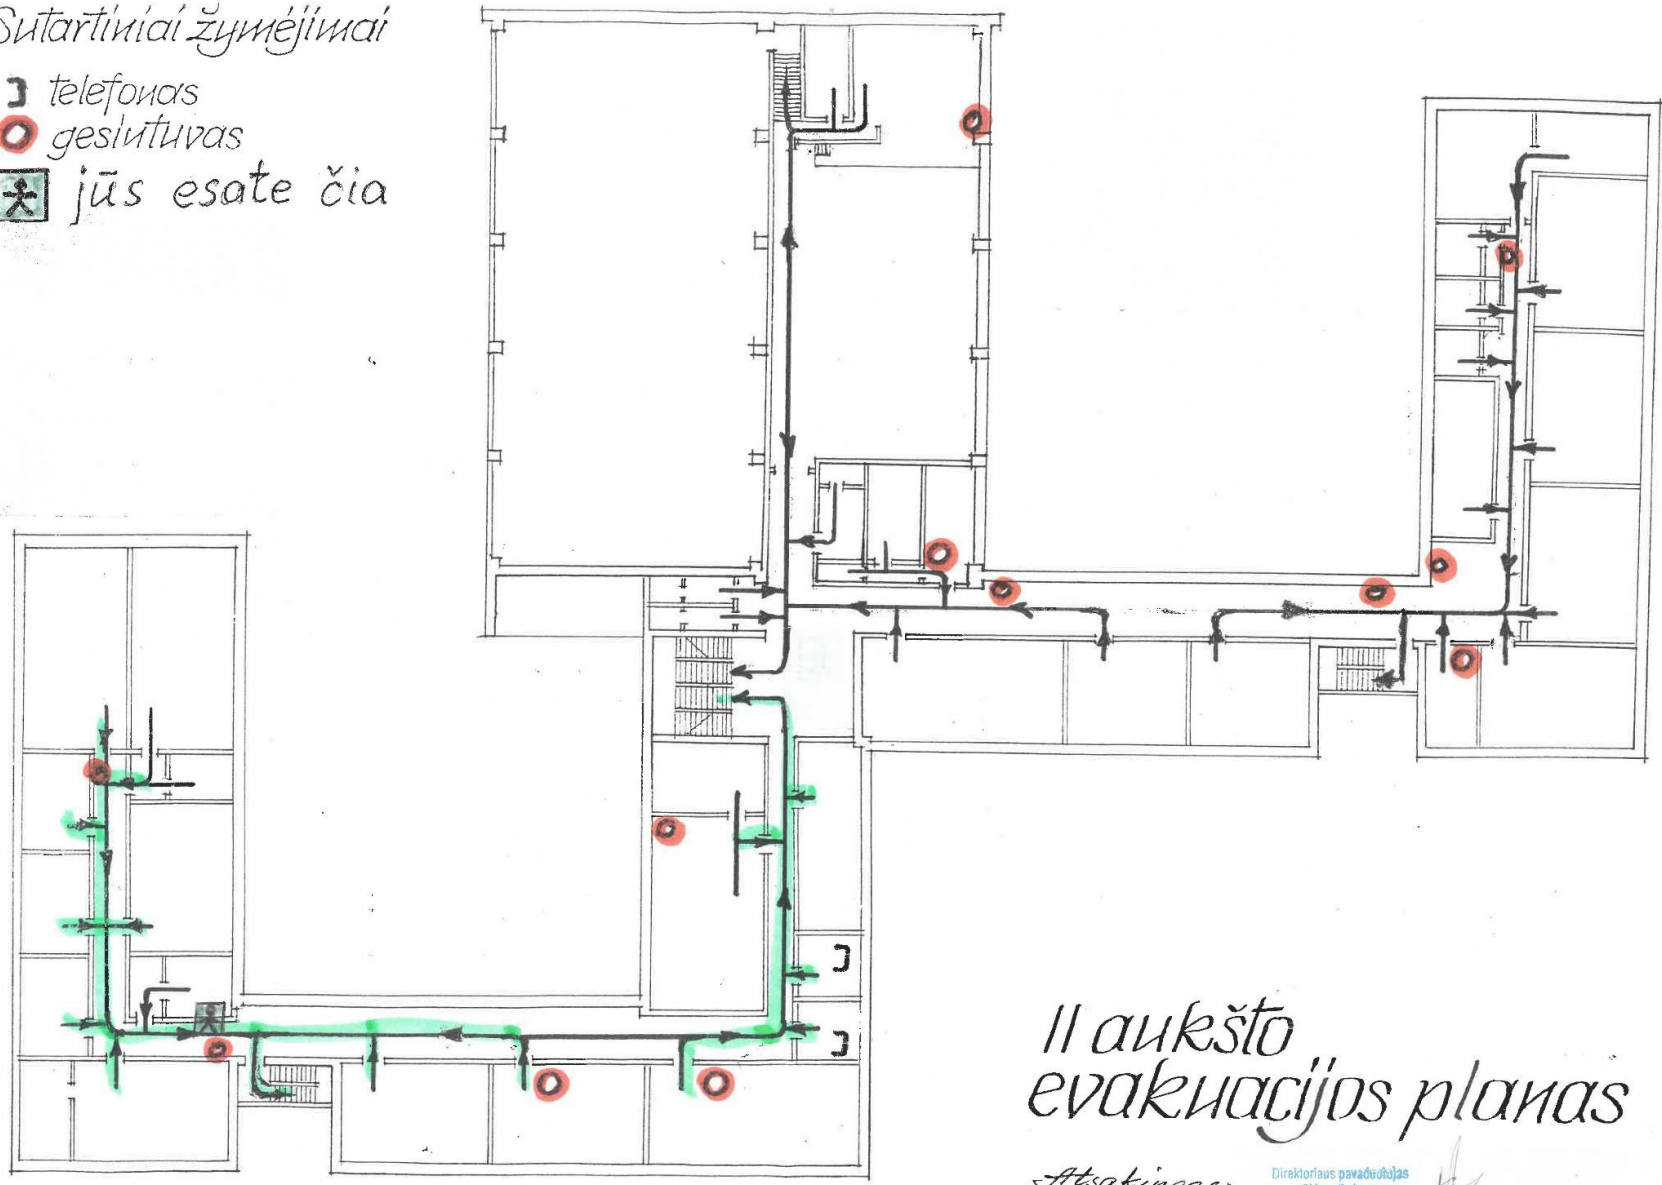 Sutartiniai žymėjimai
telefonas
gesintuvas
jūs esate čia
II aukšto
evakuacijos planas
Direktoriaus pavaduotojas